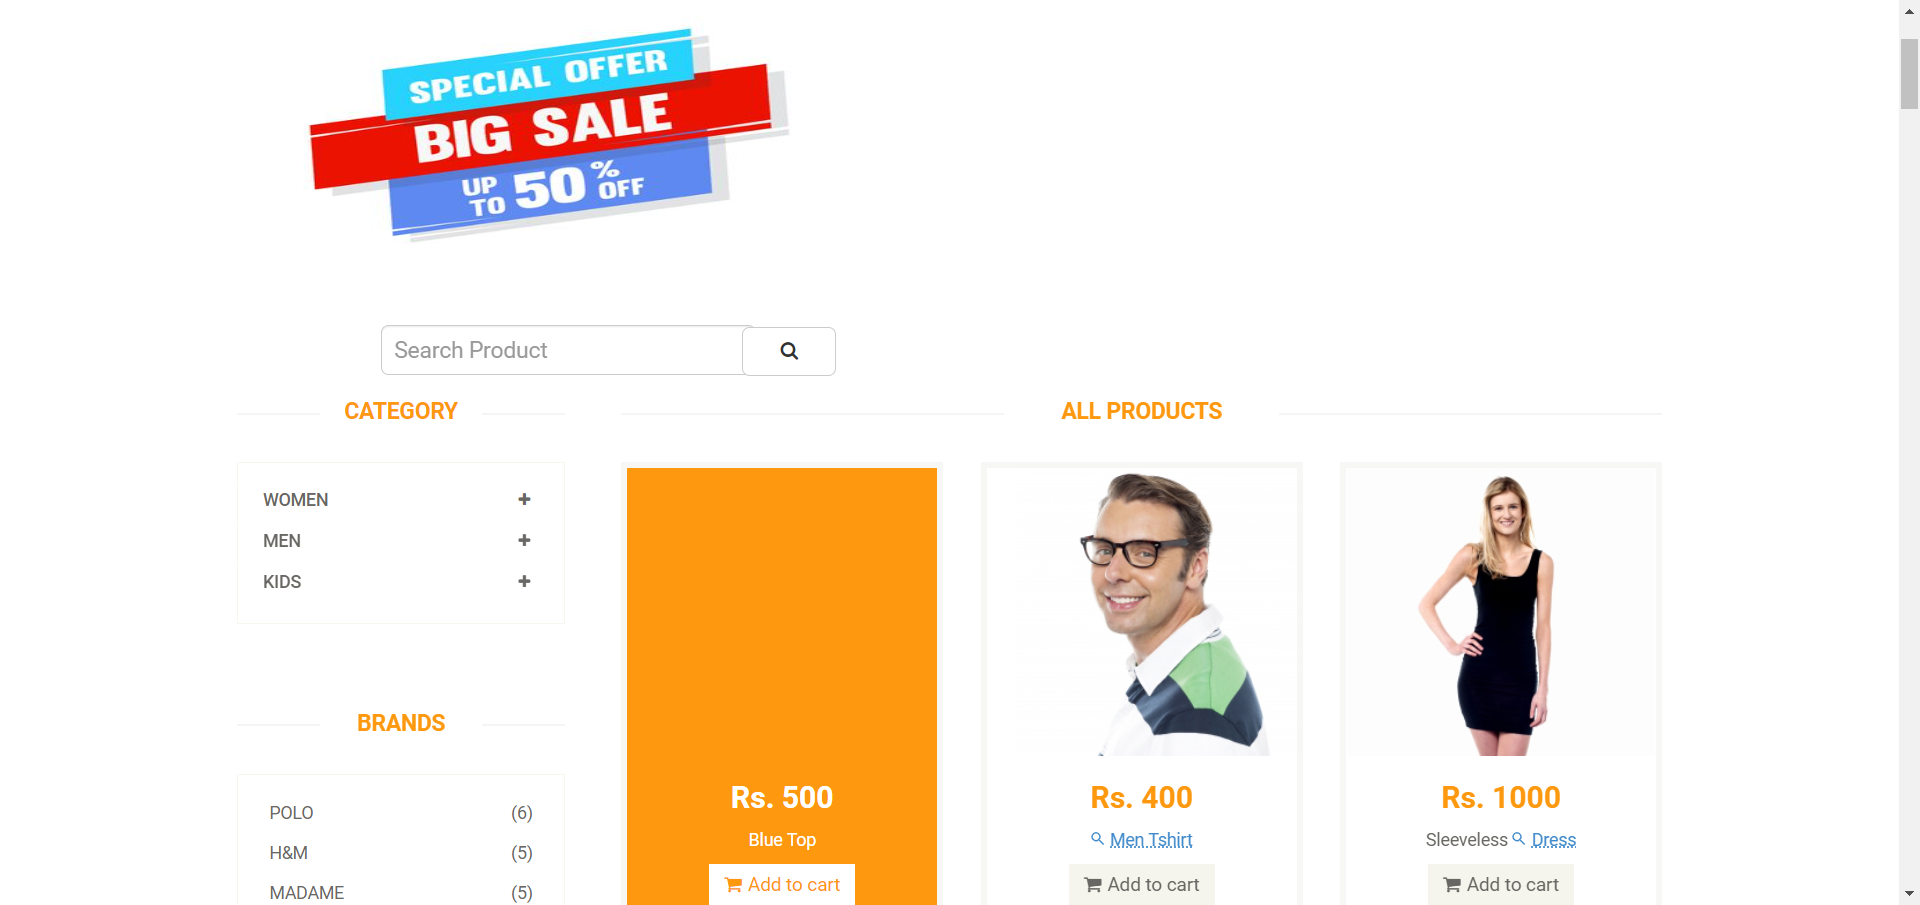 SPECIAL OFFER
BIG SALE
UP TO 50% OFF
Search Product
CATEGORY
WOMEN
MEN
KIDS
BRANDS
POLO (6)
H&M (5)
MADAME (5)
ALL PRODUCTS
Rs. 500
Blue Top
Add to cart
Rs. 400
Men Tshirt
Add to cart
Rs. 1000
Sleeveless Dress
Add to cart